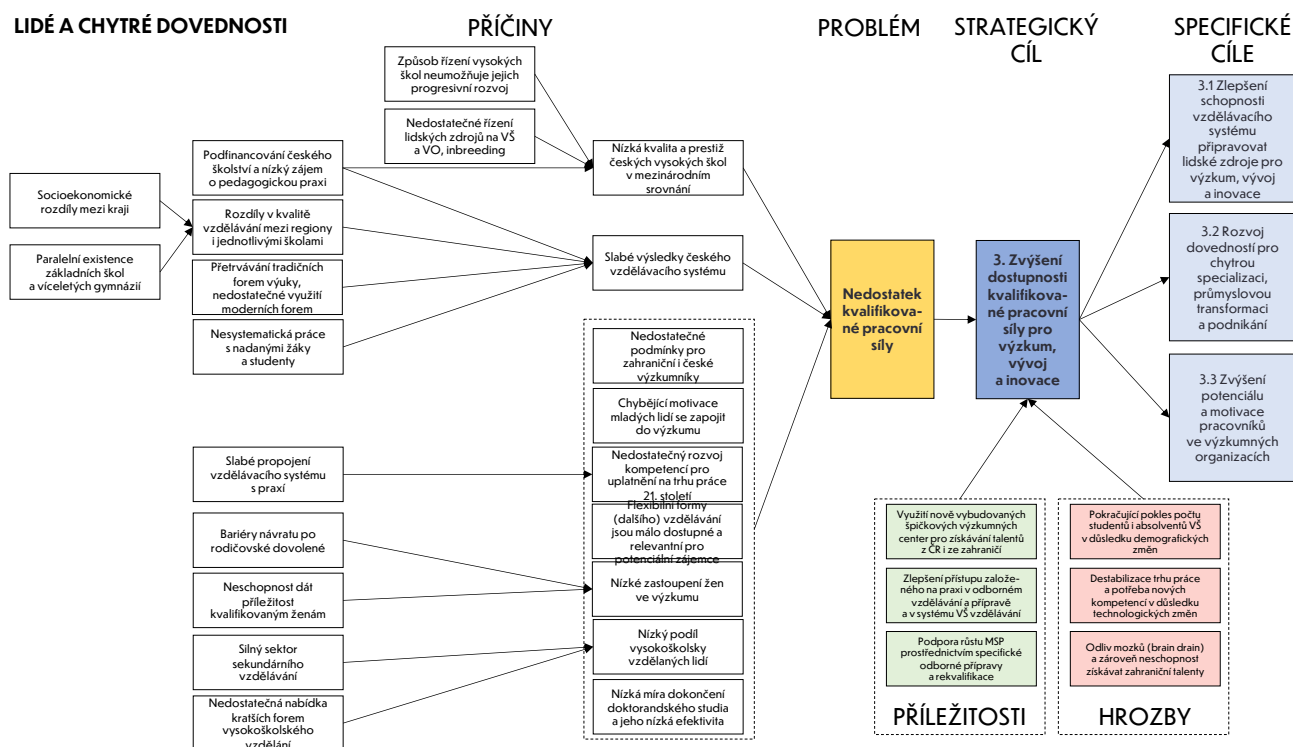 LIDÉ A CHYTRÉ DOVEDNOSTI
PŘÍČINY
PROBLÉM
STRATEGICKÝ
CÍL
SPECIFICKÉ
CÍLE
Socioekonomické
rozdíly mezi kraji
Paralelní existence
základních škol
a víceletých gymnázií
Způsob řízení vysokých
škol neumožňuje jejich
progresivní rozvoj
Nedostatečné řízení
lidských zdrojů na VŠ
a VO, inbreeding
Podfinancování českého
školství a nízký zájem
o pedagogickou praxi
Rozdíly v kvalitě
vzdělávání mezi regiony
i jednotlivými školami
Přetrvávání tradičních
forem výuky,
nedostatečné využití
moderních forem
Nesystematická práce
s nadanými žáky
a studenty
Slabé propojení
vzdělávacího systému
s praxí
Bariéry návratu po
rodičovské dovolené
Neschopnost dát
příležitost
kvalifikovaným ženám
Silný sektor
sekundárního
vzdělávání
Nedostatečná nabídka
kratších forem
vysokoškolského
vzdělání
Nízká kvalita a prestiž
českých vysokých škol
v mezinárodním
srovnání
Slabé výsledky českého
vzdělávacího systému
Nedostatečné
podmínky pro
zahraniční i české
výzkumníky
Chybějící motivace
mladých lidí se zapojit
do výzkumu
Nedostatečný rozvoj
kompetencí pro
uplatnění na trhu práce
21. století
Flexibilní formy
(dalšího) vzdělávání
jsou málo dostupné a
relevantní pro
potenciální zájemce
Nízké zastoupení žen
ve výzkumu
Nízký podíl
vysokoškolsky
vzdělaných lidí
Nízká míra dokončení
doktorandského studia
a jeho nízká efektivita
Nedostatek
kvalifikova-
né pracovní
síly
3. Zvýšení
dostupnosti
kvalifikova-
né pracovní
síly pro
výzkum,
vývoj
a inovace
3.1 Zlepšení
schopnosti
vzdělávacího
systému
připravovat
lidské zdroje pro
výzkum, vývoj
a inovace
3.2 Rozvoj
dovedností pro
chytrou
specializaci,
průmyslovou
transformaci
a podnikání
3.3 Zvýšení
potenciálu
a motivace
pracovníků
ve výzkumných
organizacích
Využití nově vybudovaných
špičkových výzkumných
center pro získávání talentů
z ČR i ze zahraničí
Zlepšení přístupu založe-
ného na praxi v odborném
vzdělávání a přípravě
a v systému VŠ vzdělávání
Podpora růstu MSP
prostřednictvím specifické
odborné přípravy
a rekvalifikace
PŘÍLEŽITOSTI
Pokračující pokles počtu
studentů i absolventů VŠ
v důsledku demografických
změn
Destabilizace trhu práce
a potřeba nových
kompetencí v důsledku
technologických změn
Odliv mozků (brain drain)
a zároveň neschopnost
získávat zahraniční talenty
HROZBY